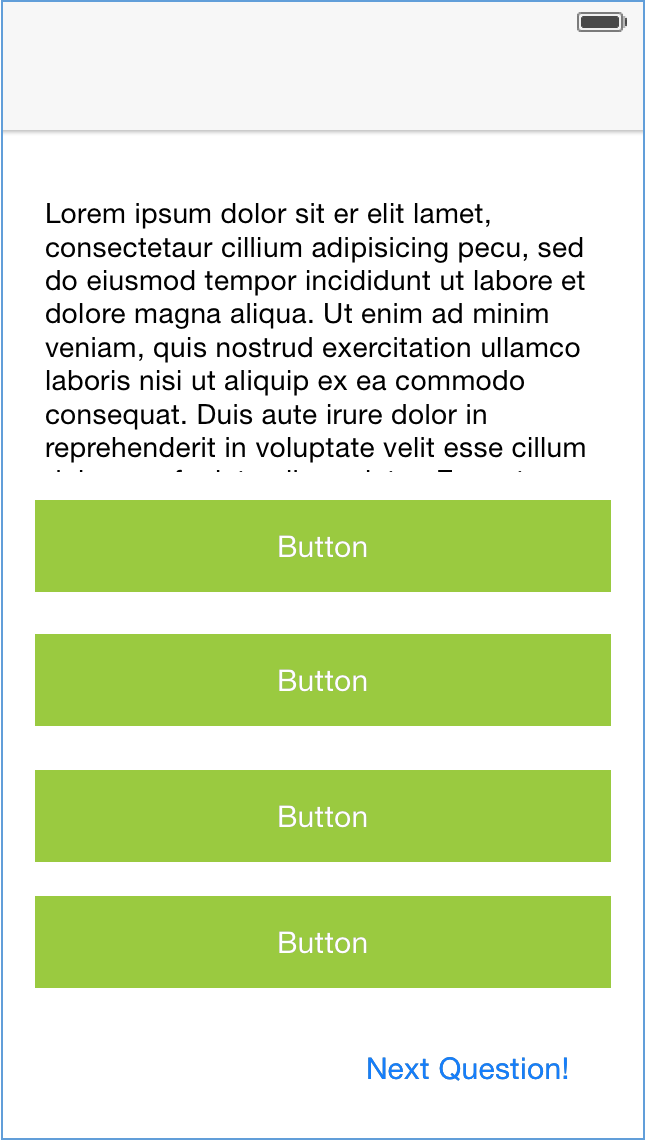 Lorem ipsum dolor sit er elit lamet,
consectetaur cillium adipisicing pecu, sed
do eiusmod tempor incididunt ut labore et
dolore magna aliqua. Ut enim ad minim
veniam, quis nostrud exercitation ullamco
laboris nisi ut aliquip ex ea commodo
consequat. Duis aute irure dolor in
reprehenderit in voluptate velit esse cillum
Button
Button
Button
Button
Next Question!